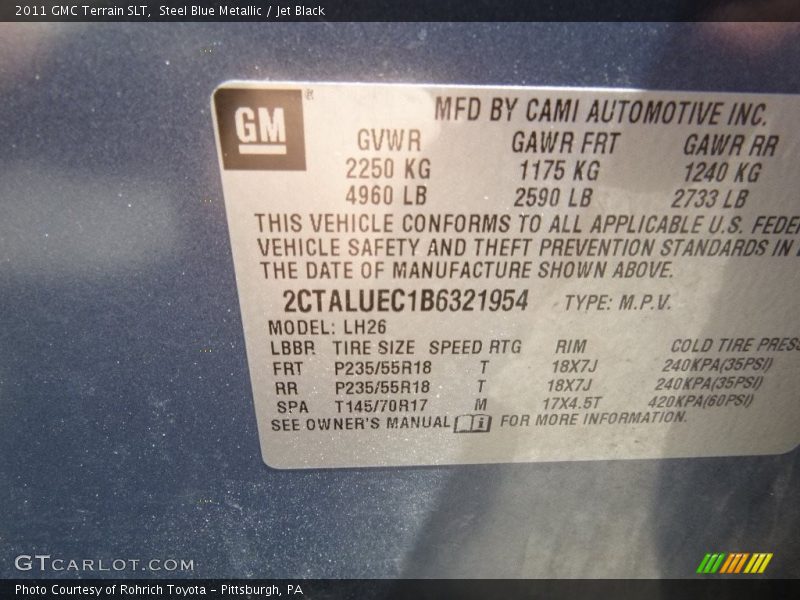 2011 GMC Terrain SLT, Steel Blue Metallic / Jet Black
GM ®
MFD BY CAMI AUTOMOTIVE INC.
GVWR GAWR FRT GAWR RR
2250 KG 1175 KG 1240 KG
4960 LB 2590 LB 2733 LB
THIS VEHICLE CONFORMS TO ALL APPLICABLE U.S.
VEHICLE SAFETY AND THEFT PREVENTION STANDARDS IN
THE DATE OF MANUFACTURE SHOWN ABOVE.
2CTALUEC1B6321954 TYPE: M.P.V.
MODEL: LH26
LBBR TIRE SIZE SPEED RTG RIM COLD TIRE
FRT P235/55R18 T 18X7J 240KPA(35PSI)
RR P235/55R18 T 18X7J 240KPA(35PSI)
SPA T145/70R17 M 17X4.5T 420KPA(60PSI)
SEE OWNER'S MANUAL i FOR MORE INFORMATION.
GTCARLOT.COM
Photo Courtesy of Rohrich Toyota - Pittsburgh, PA